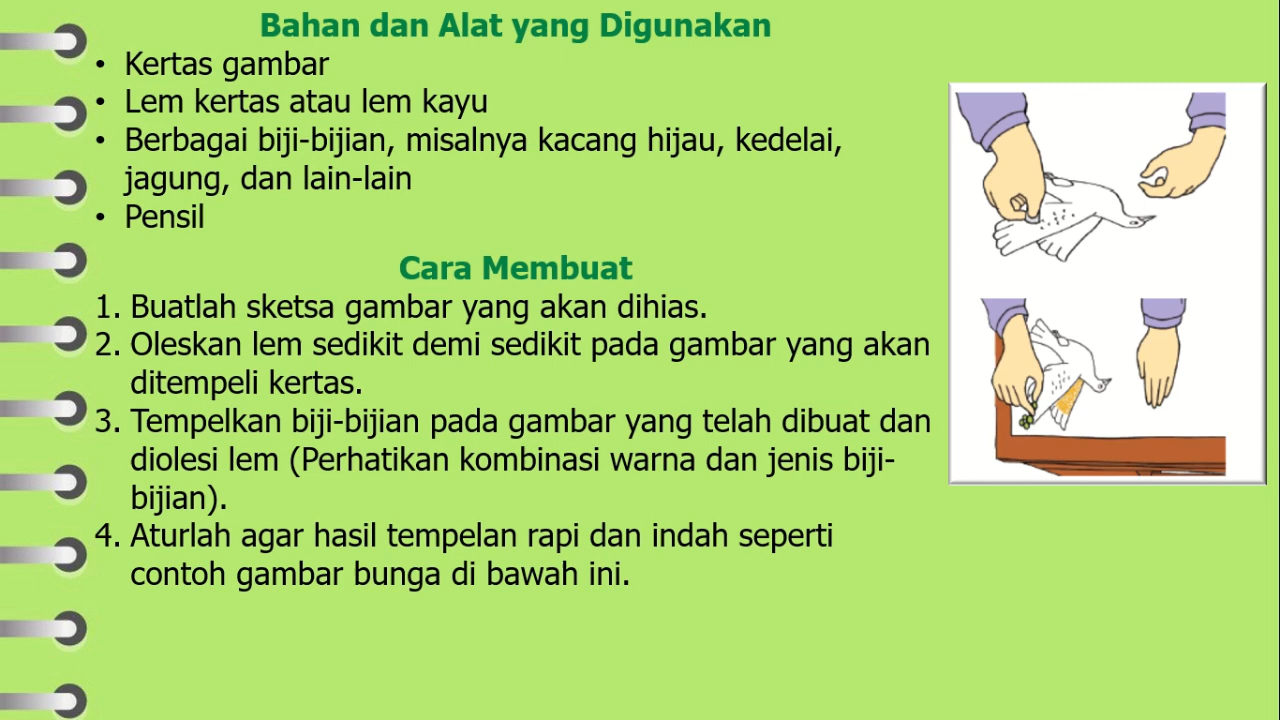 Bahan dan Alat yang Digunakan
• Kertas gambar
• Lem kertas atau lem kayu
• Berbagai biji-bijian, misalnya kacang hijau, kedelai,
jagung, dan lain-lain
• Pensil
Cara Membuat
1. Buatlah sketsa gambar yang akan dihias.
2. Oleskan lem sedikit demi sedikit pada gambar yang akan
ditempeli kertas.
3. Tempelkan biji-bijian pada gambar yang telah dibuat dan
diolesi lem (Perhatikan kombinasi warna dan jenis biji-
bijian).
4. Aturlah agar hasil tempelan rapi dan indah seperti
contoh gambar bunga di bawah ini.